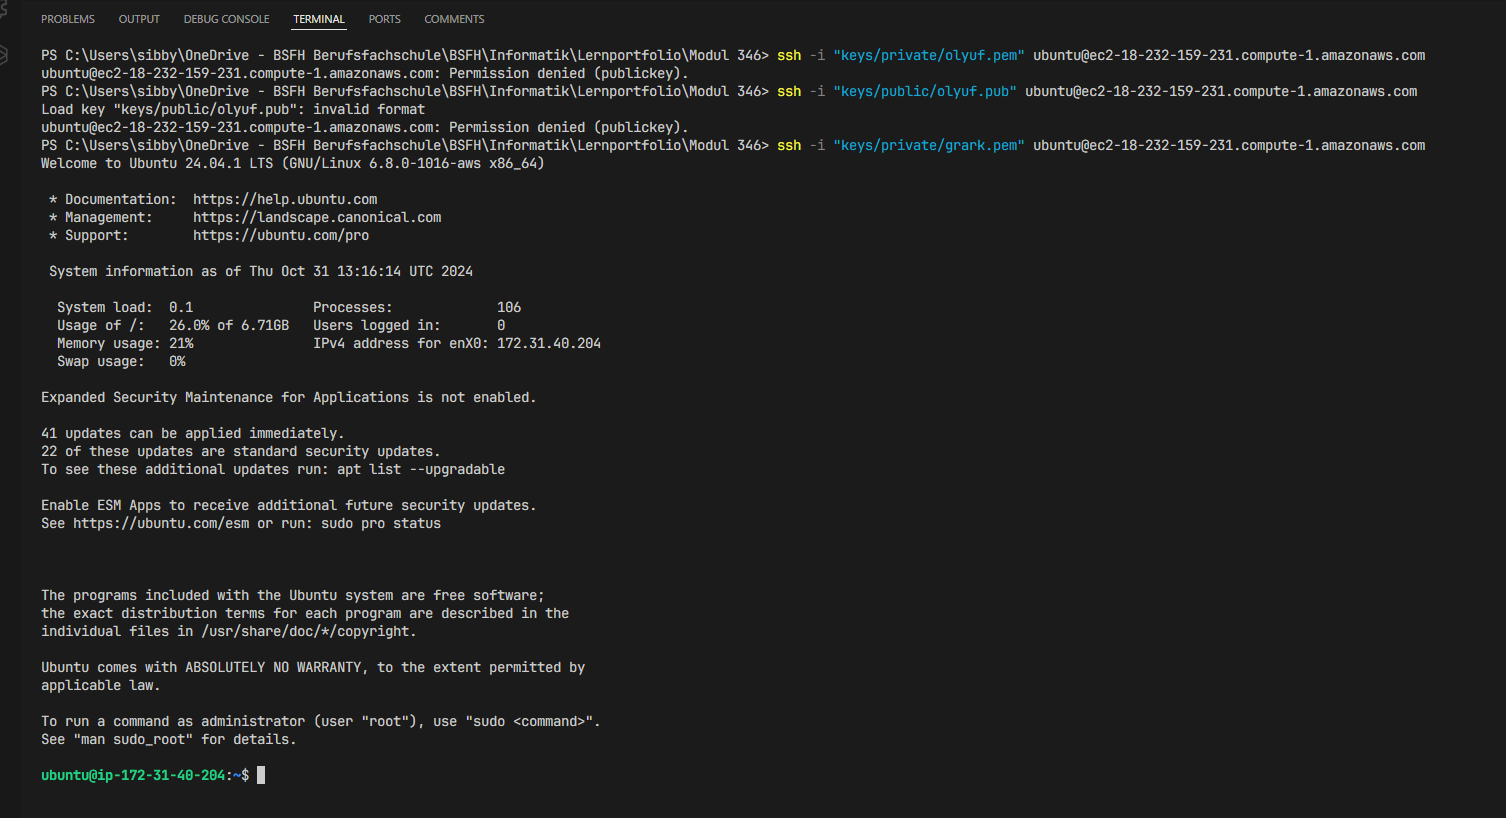 PROBLEMS OUTPUT DEBUG CONSOLE TERMINAL PORTS COMMENTS
PS C:\Users\sibby\OneDrive - BSFH Berufsfachschule\BSFH\Informatik\Lernportfolio\Modul 346> ssh -i "keys/private/olyuf.pem" ubuntu@ec2-18-232-159-231.compute-1.amazonaws.com
ubuntu@ec2-18-232-159-231.compute-1.amazonaws.com: Permission denied (publickey).
PS C:\Users\sibby\OneDrive - BSFH Berufsfachschule\BSFH\Informatik\Lernportfolio\Modul 346> ssh -i "keys/public/olyuf.pub" ubuntu@ec2-18-232-159-231.compute-1.amazonaws.com
Load key "keys/public/olyuf.pub": invalid format
ubuntu@ec2-18-232-159-231.compute-1.amazonaws.com: Permission denied (publickey).
PS C:\Users\sibby\OneDrive - BSFH Berufsfachschule\BSFH\Informatik\Lernportfolio\Modul 346> ssh -i "keys/private/grark.pem" ubuntu@ec2-18-232-159-231.compute-1.amazonaws.com
Welcome to Ubuntu 24.04.1 LTS (GNU/Linux 6.8.0-1016-aws x86_64)
* Documentation: https://help.ubuntu.com
* Management: https://landscape.canonical.com
* Support: https://ubuntu.com/pro
System information as of Thu Oct 31 13:16:14 UTC 2024
System load: 0.1 Processes: 106
Usage of /: 26.0% of 6.71GB Users logged in: 0
Memory usage: 21% IPv4 address for enX0: 172.31.40.204
Swap usage: 0%
Expanded Security Maintenance for Applications is not enabled.
41 updates can be applied immediately.
22 of these updates are standard security updates.
To see these additional updates run: apt list --upgradable
Enable ESM Apps to receive additional future security updates.
See https://ubuntu.com/esm or run: sudo pro status
The programs included with the Ubuntu system are free software;
the exact distribution terms for each program are described in the
individual files in /usr/share/doc/*/copyright.
Ubuntu comes with ABSOLUTELY NO WARRANTY, to the extent permitted by
applicable law.
To run a command as administrator (user "root"), use "sudo <command>".
See "man sudo_root" for details.
ubuntu@ip-172-31-40-204:~$